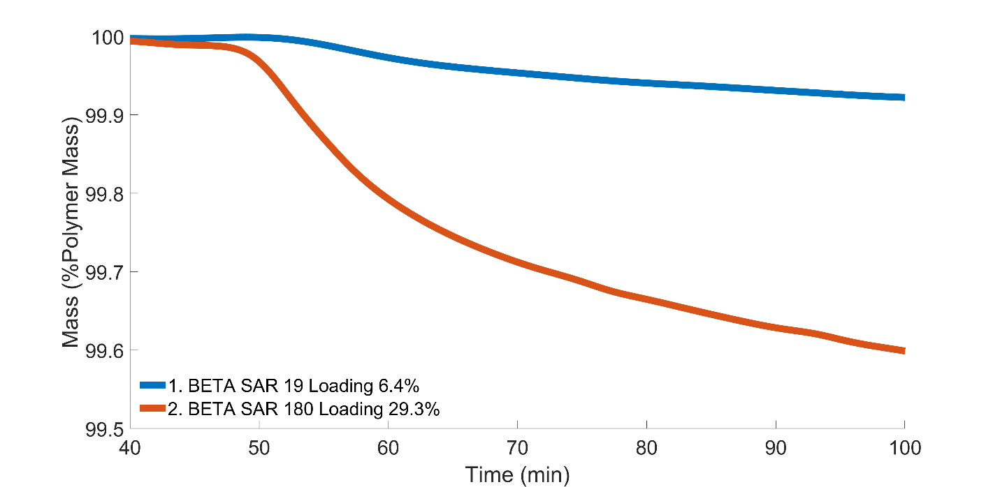 100
99.9
99.8
99.7
99.6
99.5
Mass (%Polymer Mass)
1. BETA SAR 19 Loading 6.4%
2. BETA SAR 180 Loading 29.3%
40 50 60 70 80 90 100
Time (min)